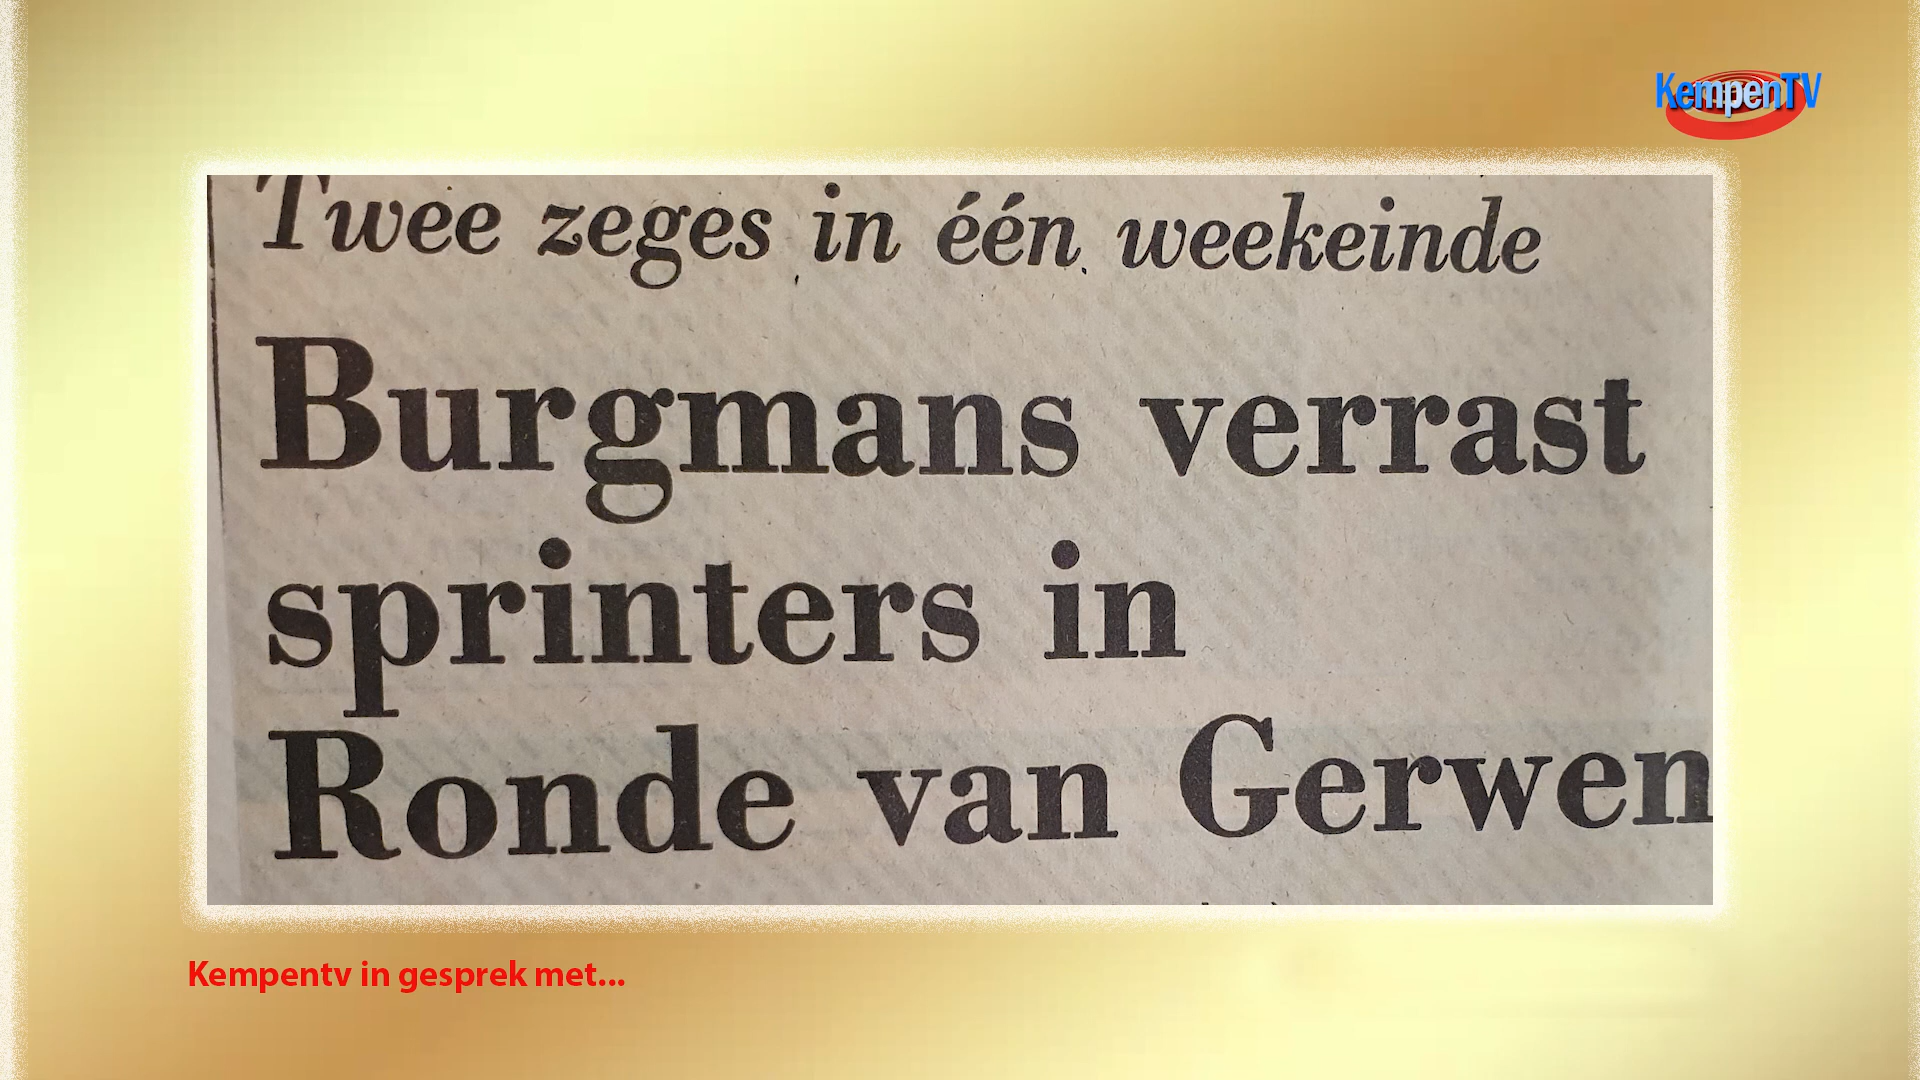 KempenTV
Twee zeges in één weekeinde
Burgmans verrast
sprinters in
Ronde van Gerwen
Kempentv in gesprek met...